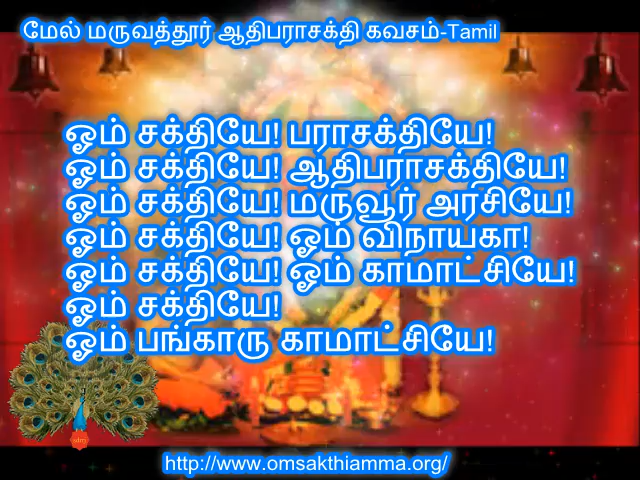 மேல் மருவத்தூர் ஆதிபராசக்தி கவசம்-Tamil
ஓம் சக்தியே! பராசக்தியே!
ஓம் சக்தியே! ஆதிபராசக்தியே!
ஓம் சக்தியே! மருவூர் அரசியே!
ஓம் சக்தியே! ஓம் விநாயகா!
ஓம் சக்தியே! ஓம் காமாட்சியே!
ஓம் சக்தியே!
ஓம் பங்காரு காமாட்சியே!
http://www.omsakthiamma.org/